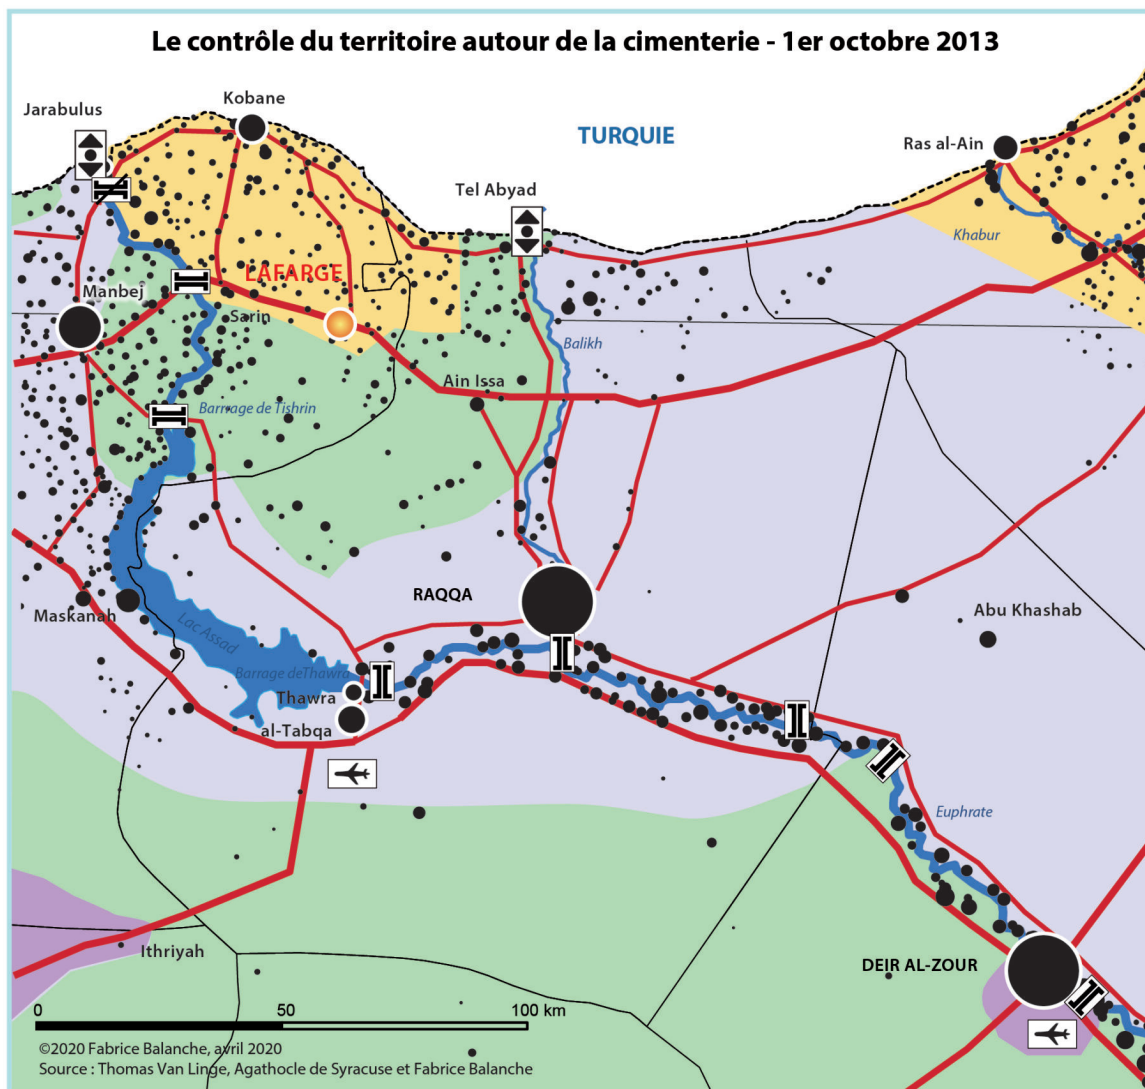 Le contrôle du territoire autour de la cimenterie - 1er octobre 2013
Kobane
Jarabulus
TURQUIE
Ras al-Ain
Tel Abyad
Khabur
LAFARGE
Manbej
Sarin
Balikh
Ain Issa
Barrage de Tishrin
RAQQA
Abu Khashab
Maskanah
Lac Assad
Barrage deThawra
Thawra
al-Tabqa
Euphrate
Ithriyah
DEIR AL-ZOUR
0 50 100 km
©2020 Fabrice Balanche, avril 2020
Source : Thomas Van Linge, Agathocle de Syracuse et Fabrice Balanche